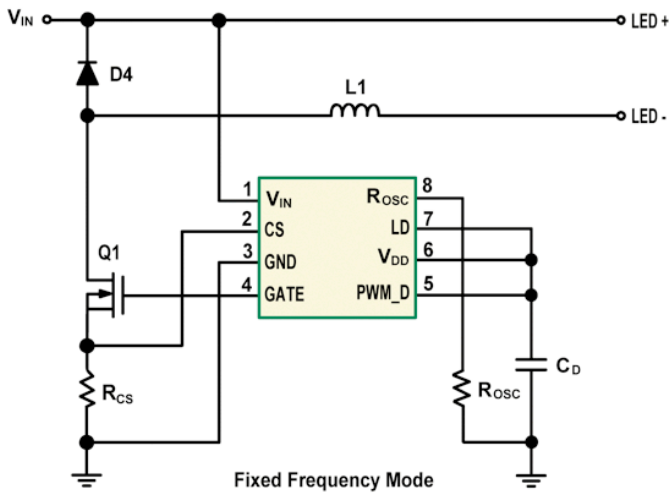 VIN
LED +
D4
L1
LED -
1 VIN
2 CS
3 GND
4 GATE
ROSC 8
LD 7
VDD 6
PWM_D 5
Q1
RCS
ROSC
CD
Fixed Frequency Mode